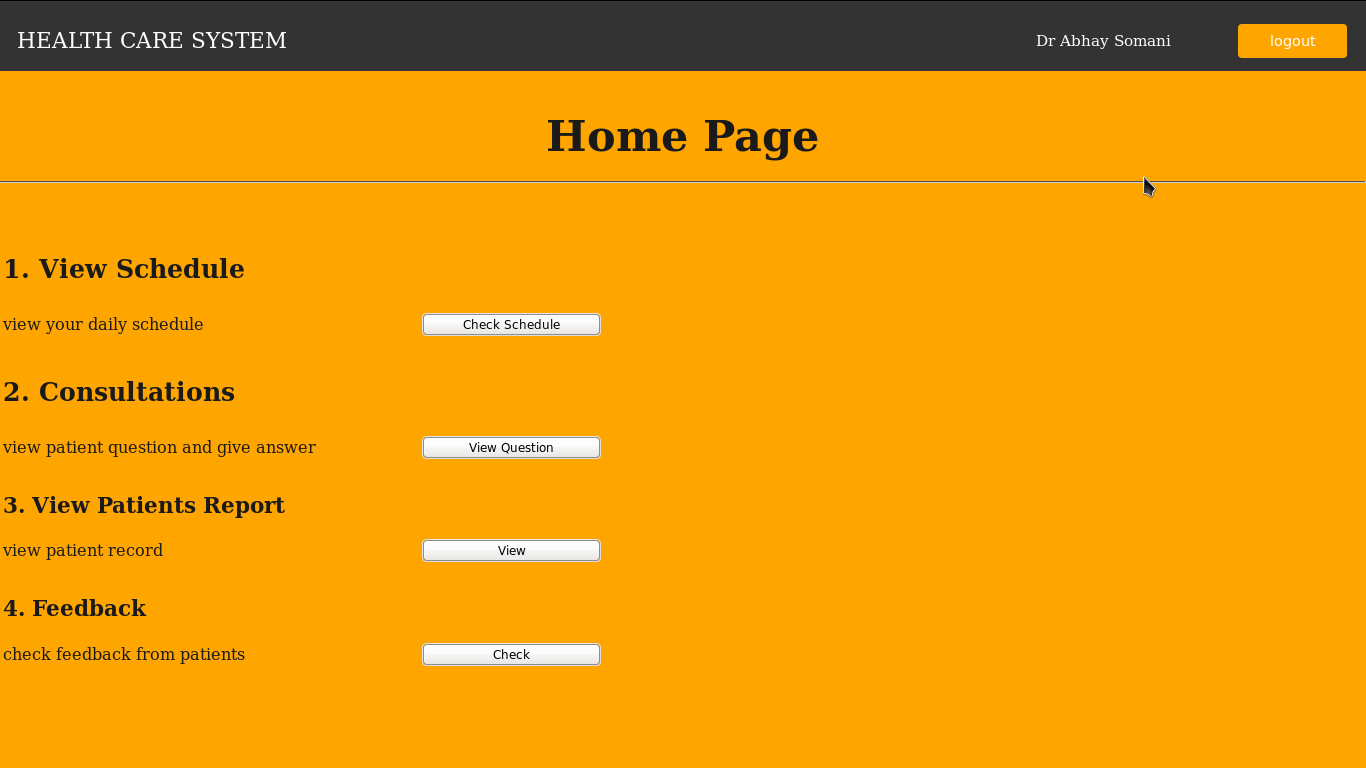 HEALTH CARE SYSTEM
Dr Abhay Somani
logout
Home Page
1. View Schedule
view your daily schedule
Check Schedule
2. Consultations
view patient question and give answer
View Question
3. View Patients Report
view patient record
View
4. Feedback
check feedback from patients
Check